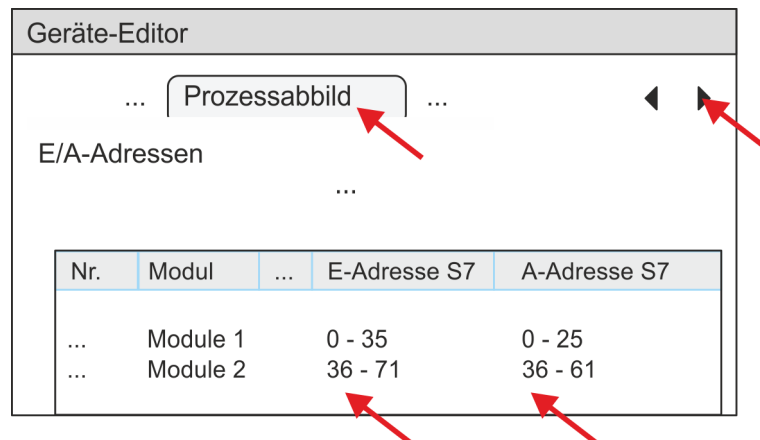 Geräte-Editor
... Prozessabbild ...
E/A-Adressen
...
Nr. Modul ... E-Adresse S7 A-Adresse S7
... Module 1 0 - 35 0 - 25
... Module 2 36 - 71 36 - 61